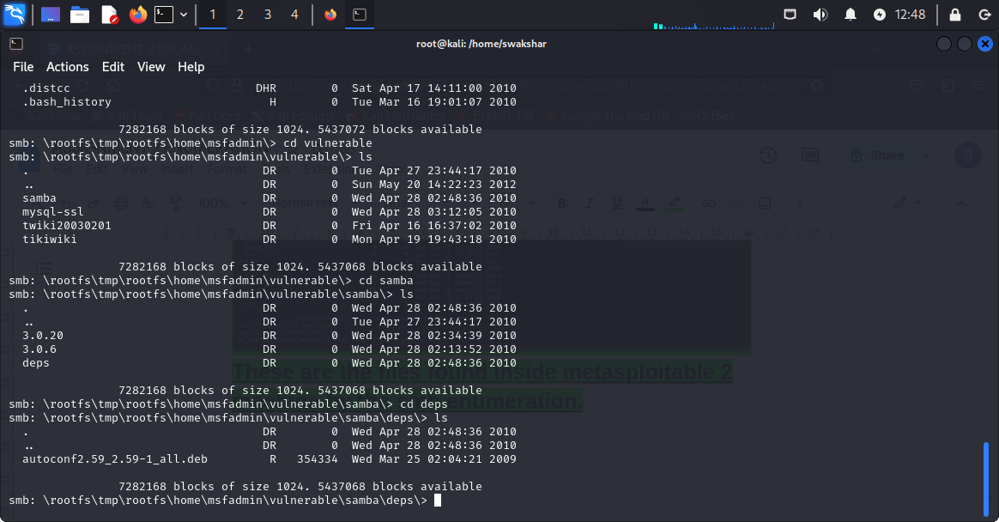 1 2 3 4 12:48
root@kali: /home/swakshar
File Actions Edit View Help
.distcc DHR 0 Sat Apr 17 14:11:00 2010
.bash_history H 0 Tue Mar 16 19:01:07 2010
7282168 blocks of size 1024. 5437072 blocks available
smb: \rootfs\tmp\rootfs\home\msfadmin\> cd vulnerable
smb: \rootfs\tmp\rootfs\home\msfadmin\vulnerable\> ls
. DR 0 Tue Apr 27 23:44:17 2010
.. DR 0 Sun May 20 14:22:23 2012
samba DR 0 Wed Apr 28 02:48:36 2010
mysql-ssl DR 0 Wed Apr 28 03:12:05 2010
twiki20030201 DR 0 Fri Apr 16 16:37:02 2010
tikiwiki DR 0 Mon Apr 19 19:43:18 2010
7282168 blocks of size 1024. 5437068 blocks available
smb: \rootfs\tmp\rootfs\home\msfadmin\vulnerable\> cd samba
smb: \rootfs\tmp\rootfs\home\msfadmin\vulnerable\samba\> ls
. DR 0 Wed Apr 28 02:48:36 2010
.. DR 0 Tue Apr 27 23:44:17 2010
3.0.20 DR 0 Wed Apr 28 02:34:39 2010
3.0.6 DR 0 Wed Apr 28 02:13:52 2010
deps DR 0 Wed Apr 28 02:48:36 2010
These are the files found inside metasploitable 2
7282168 blocks of size 1024. 5437068 blocks available
smb: \rootfs\tmp\rootfs\home\msfadmin\vulnerable\samba\> cd deps
enumeration.
smb: \rootfs\tmp\rootfs\home\msfadmin\vulnerable\samba\deps\> ls
. DR 0 Wed Apr 28 02:48:36 2010
.. DR 0 Wed Apr 28 02:48:36 2010
autoconf2.59_2.59-1_all.deb R 354334 Wed Mar 25 02:04:21 2009
7282168 blocks of size 1024. 5437068 blocks available
smb: \rootfs\tmp\rootfs\home\msfadmin\vulnerable\samba\deps\>